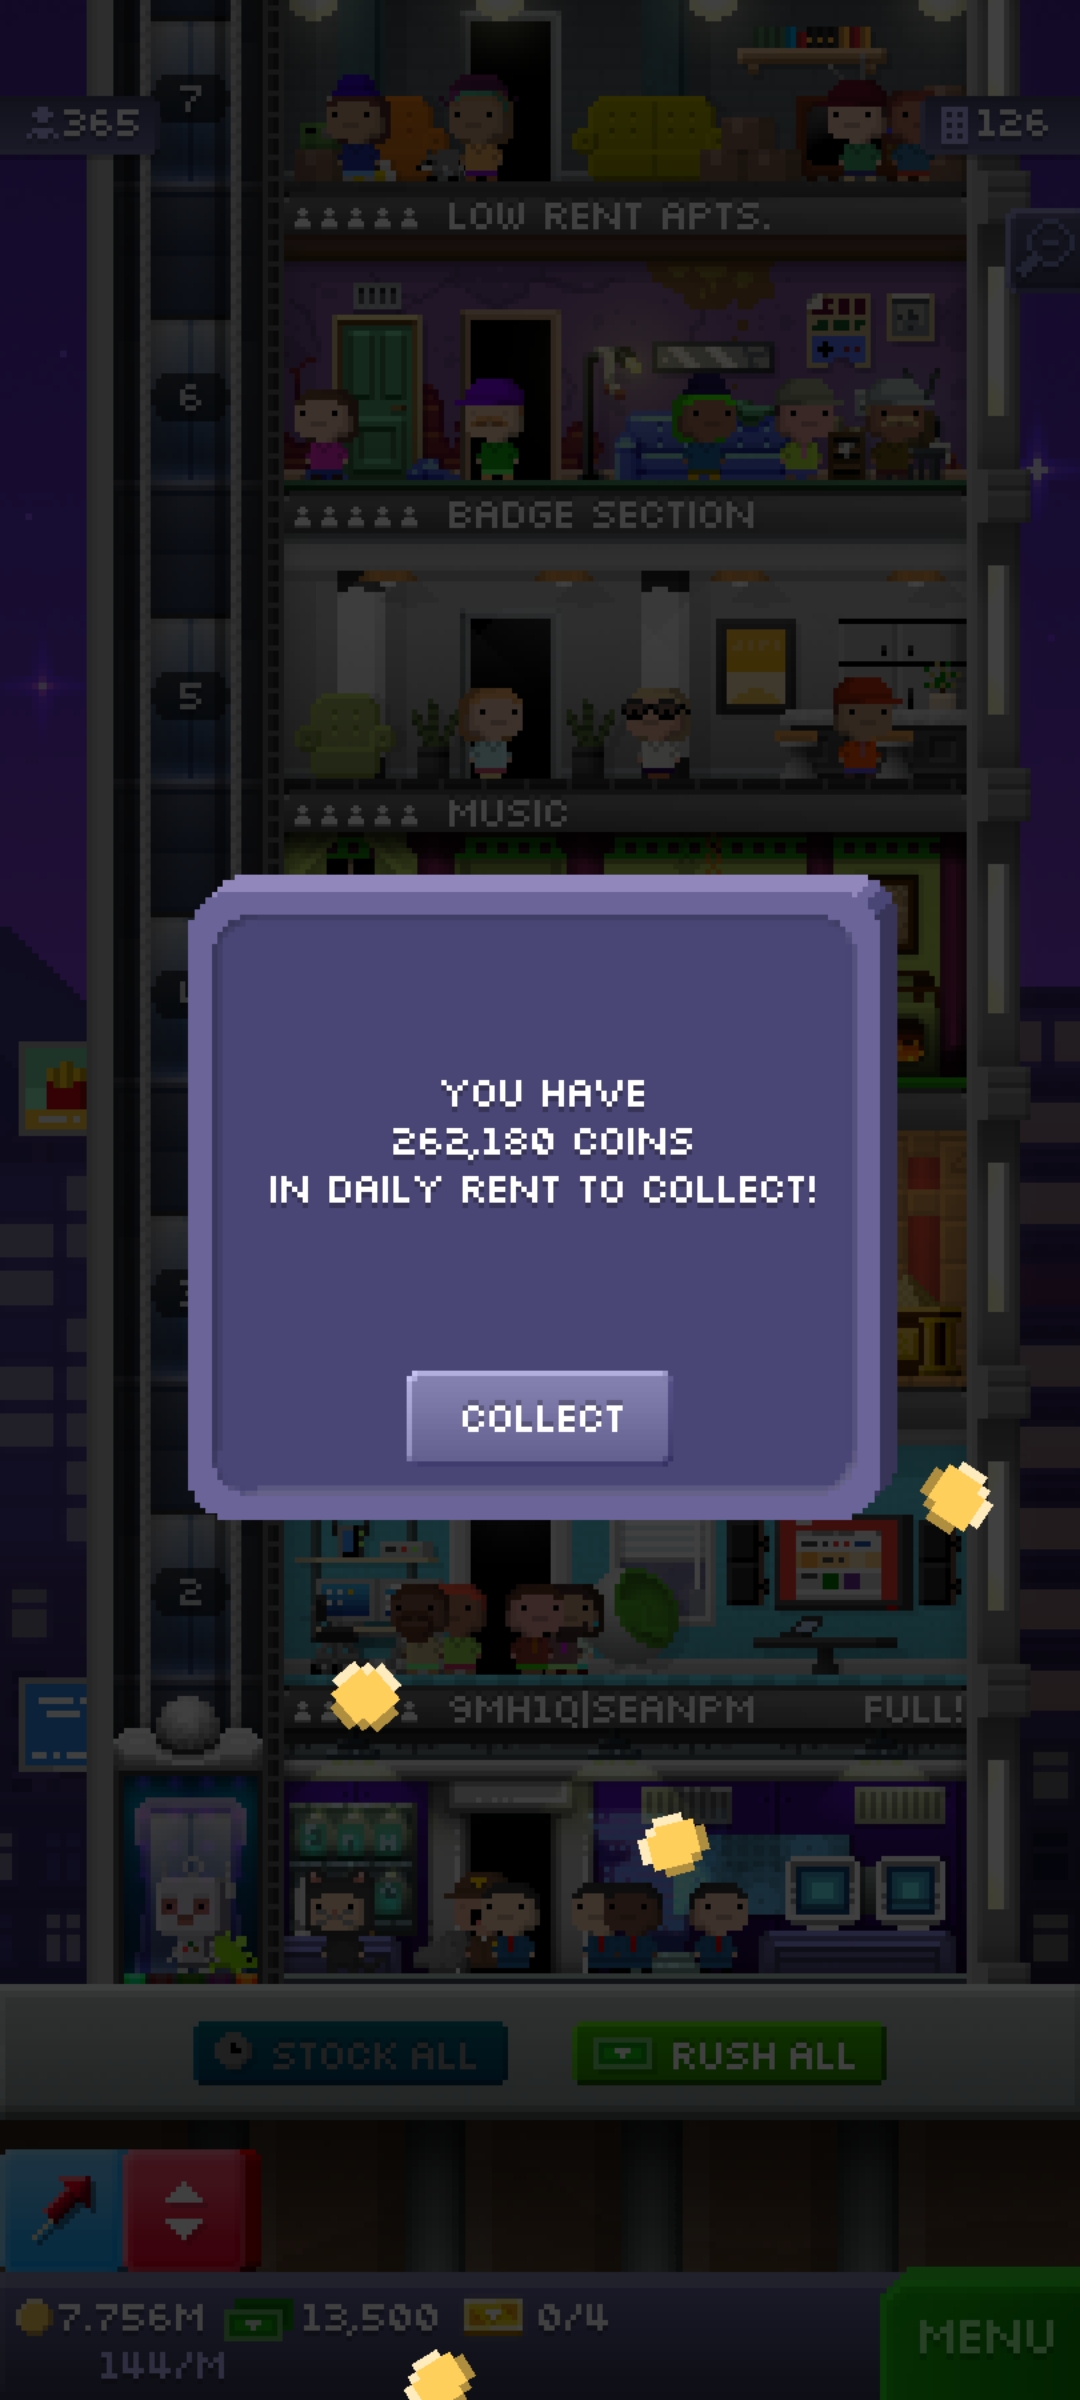 7
365
126
LOW RENT APTS.
6
BADGE SECTION
5
MUSIC
YOU HAVE
262,180 COINS
IN DAILY RENT TO COLLECT!
COLLECT
2
9MH1Q|SEANPM FULL!
STOCK ALL
RUSH ALL
7.756M 13,500 0/4
144/M
MENU